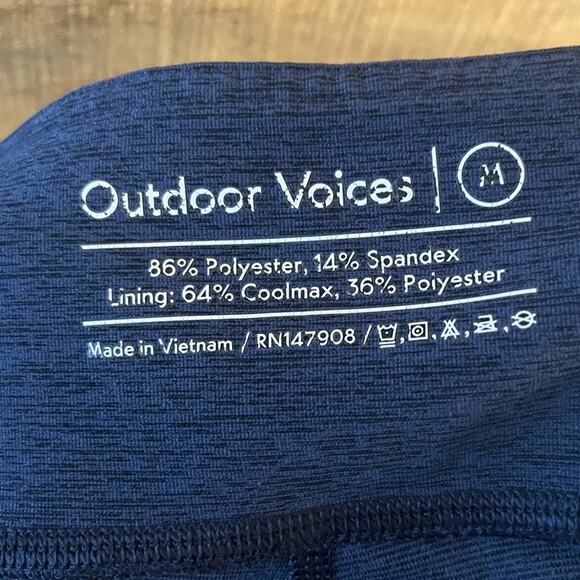 Outdoor Voices | M
86% Polyester, 14% Spandex
Lining: 64% Coolmax, 36% Polyester
Made in Vietnam / RN147908 /